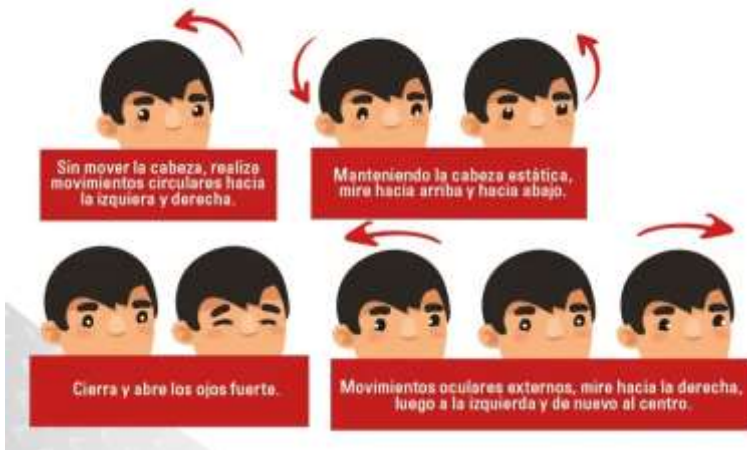 Sin mover la cabeza, realiza
movimientos circulares hacia
la izquiera y derecha.
Manteniendo la cabeza estática,
mire hacia arriba y hacia abajo.
Cierra y abre los ojos fuerte.
Movimientos oculares externos, mire hacia la derecha,
luego a la izquierda y de nuevo al centro.